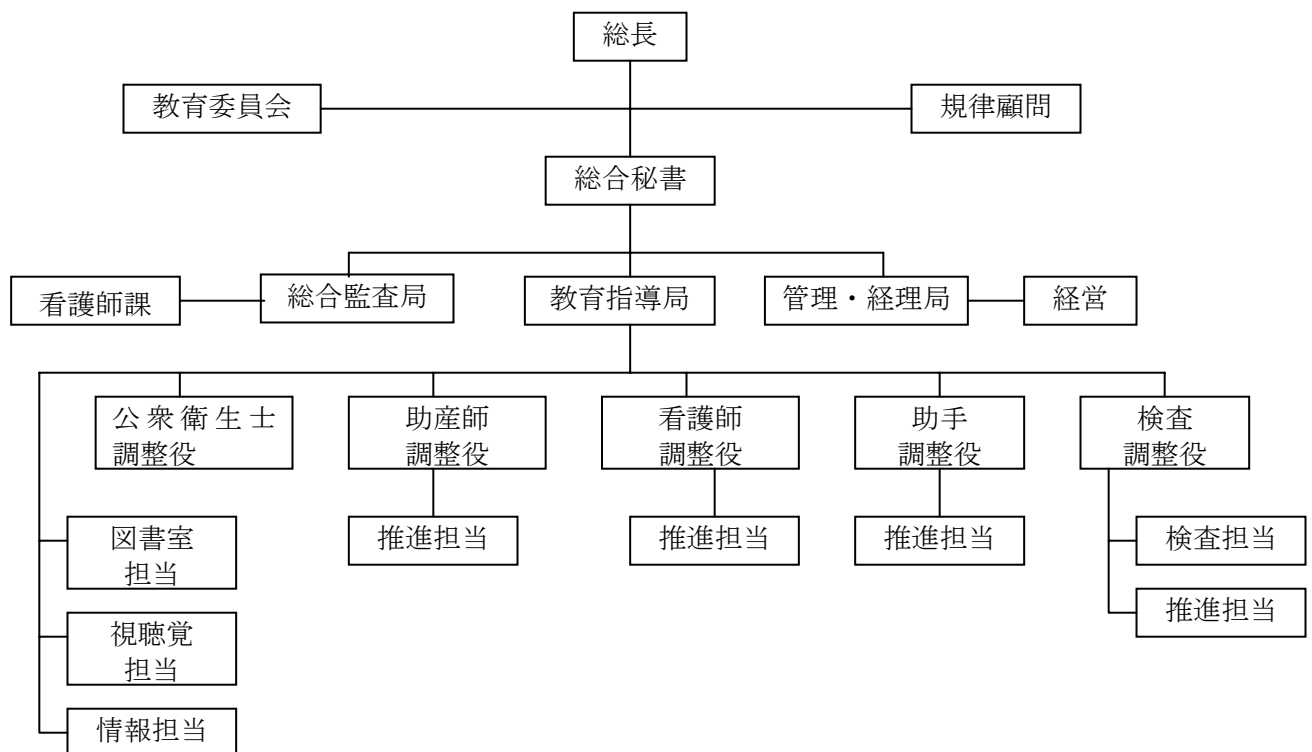 総長
教育委員会
規律顧問
総合秘書
看護師課
総合監査局
教育指導局
管理・経理局
経営
公衆衛生士
調整役
助産師
調整役
看護師
調整役
助手
調整役
検査
調整役
図書室
担当
推進担当
推進担当
推進担当
検査担当
視聴覚
担当
推進担当
情報担当